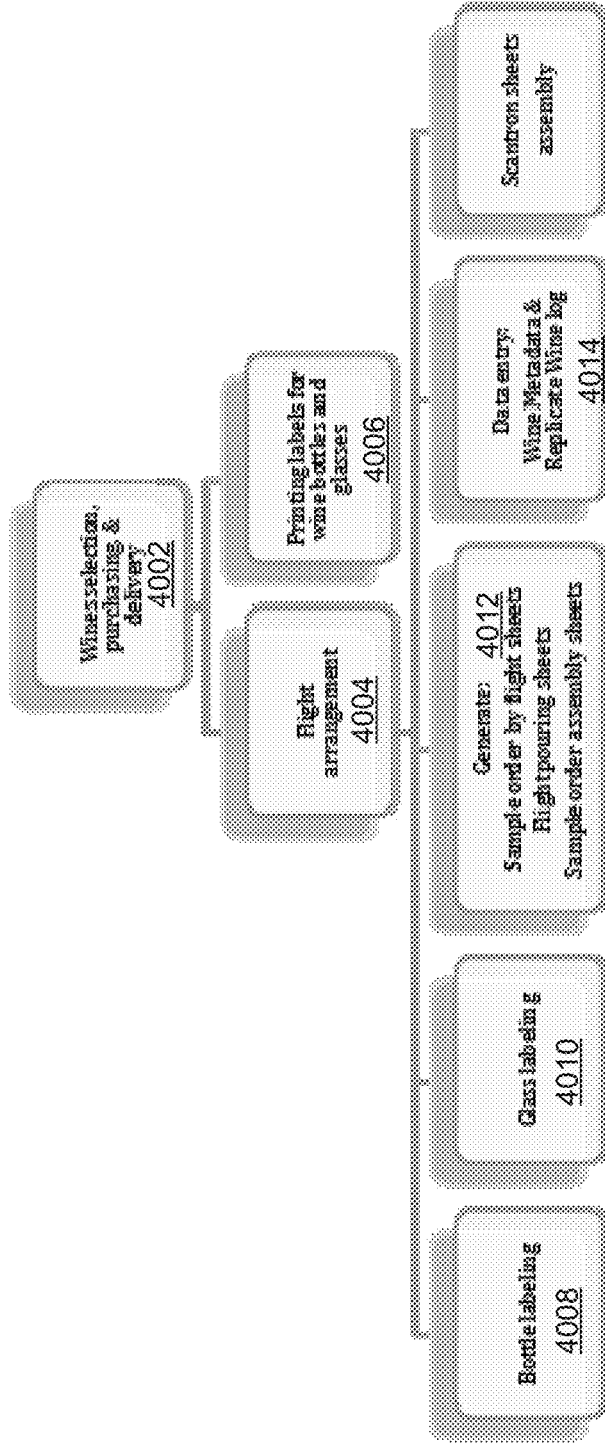 Wines selection,
purchasing, &
delivery
4002
Flight
arrangement
4004
Printing labels for
wine bottles and
glasses
4006
Bottle labeling
4008
Glass labeling
4010
Generate: 4012
Sample order by flight sheets
Flight pouring sheets
Sample order assembly sheets
Data entry:
Wine Metadata &
Replicate Wine log
4014
Scantron sheets
assembly